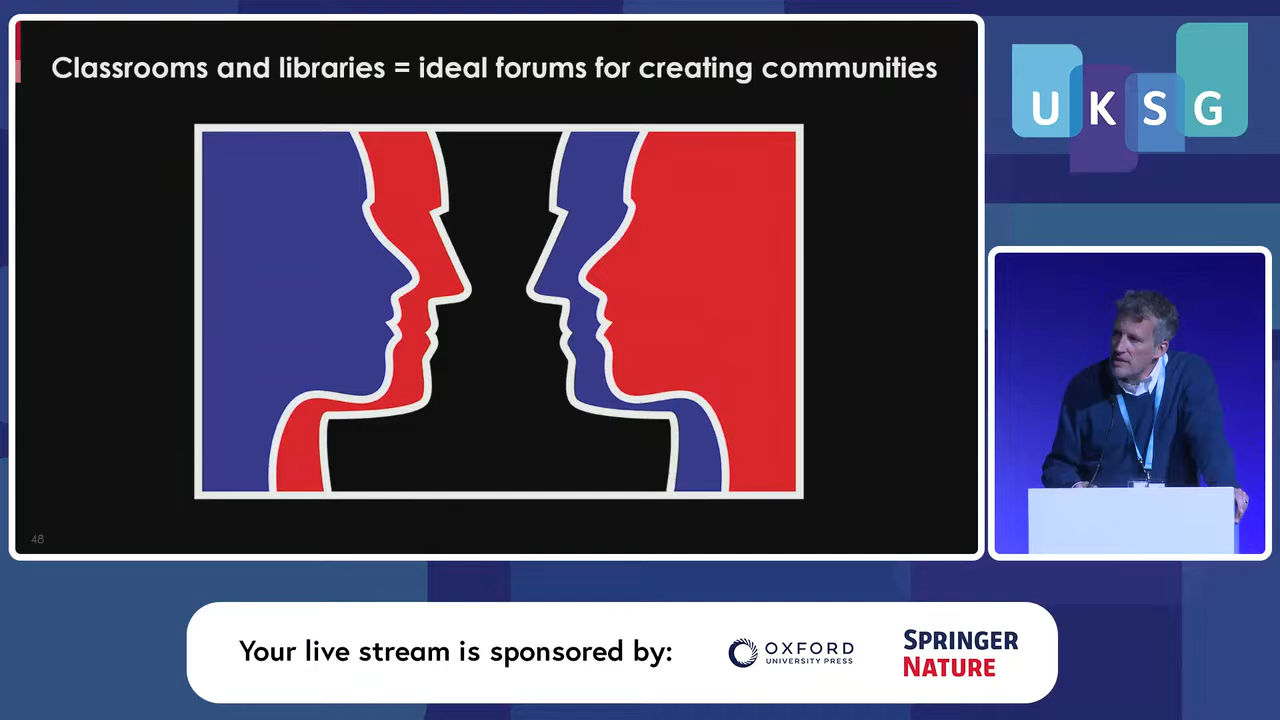 Classrooms and libraries = ideal forums for creating communities
48
UKSG
Your live stream is sponsored by:
OXFORD
UNIVERSITY PRESS
SPRINGER
NATURE